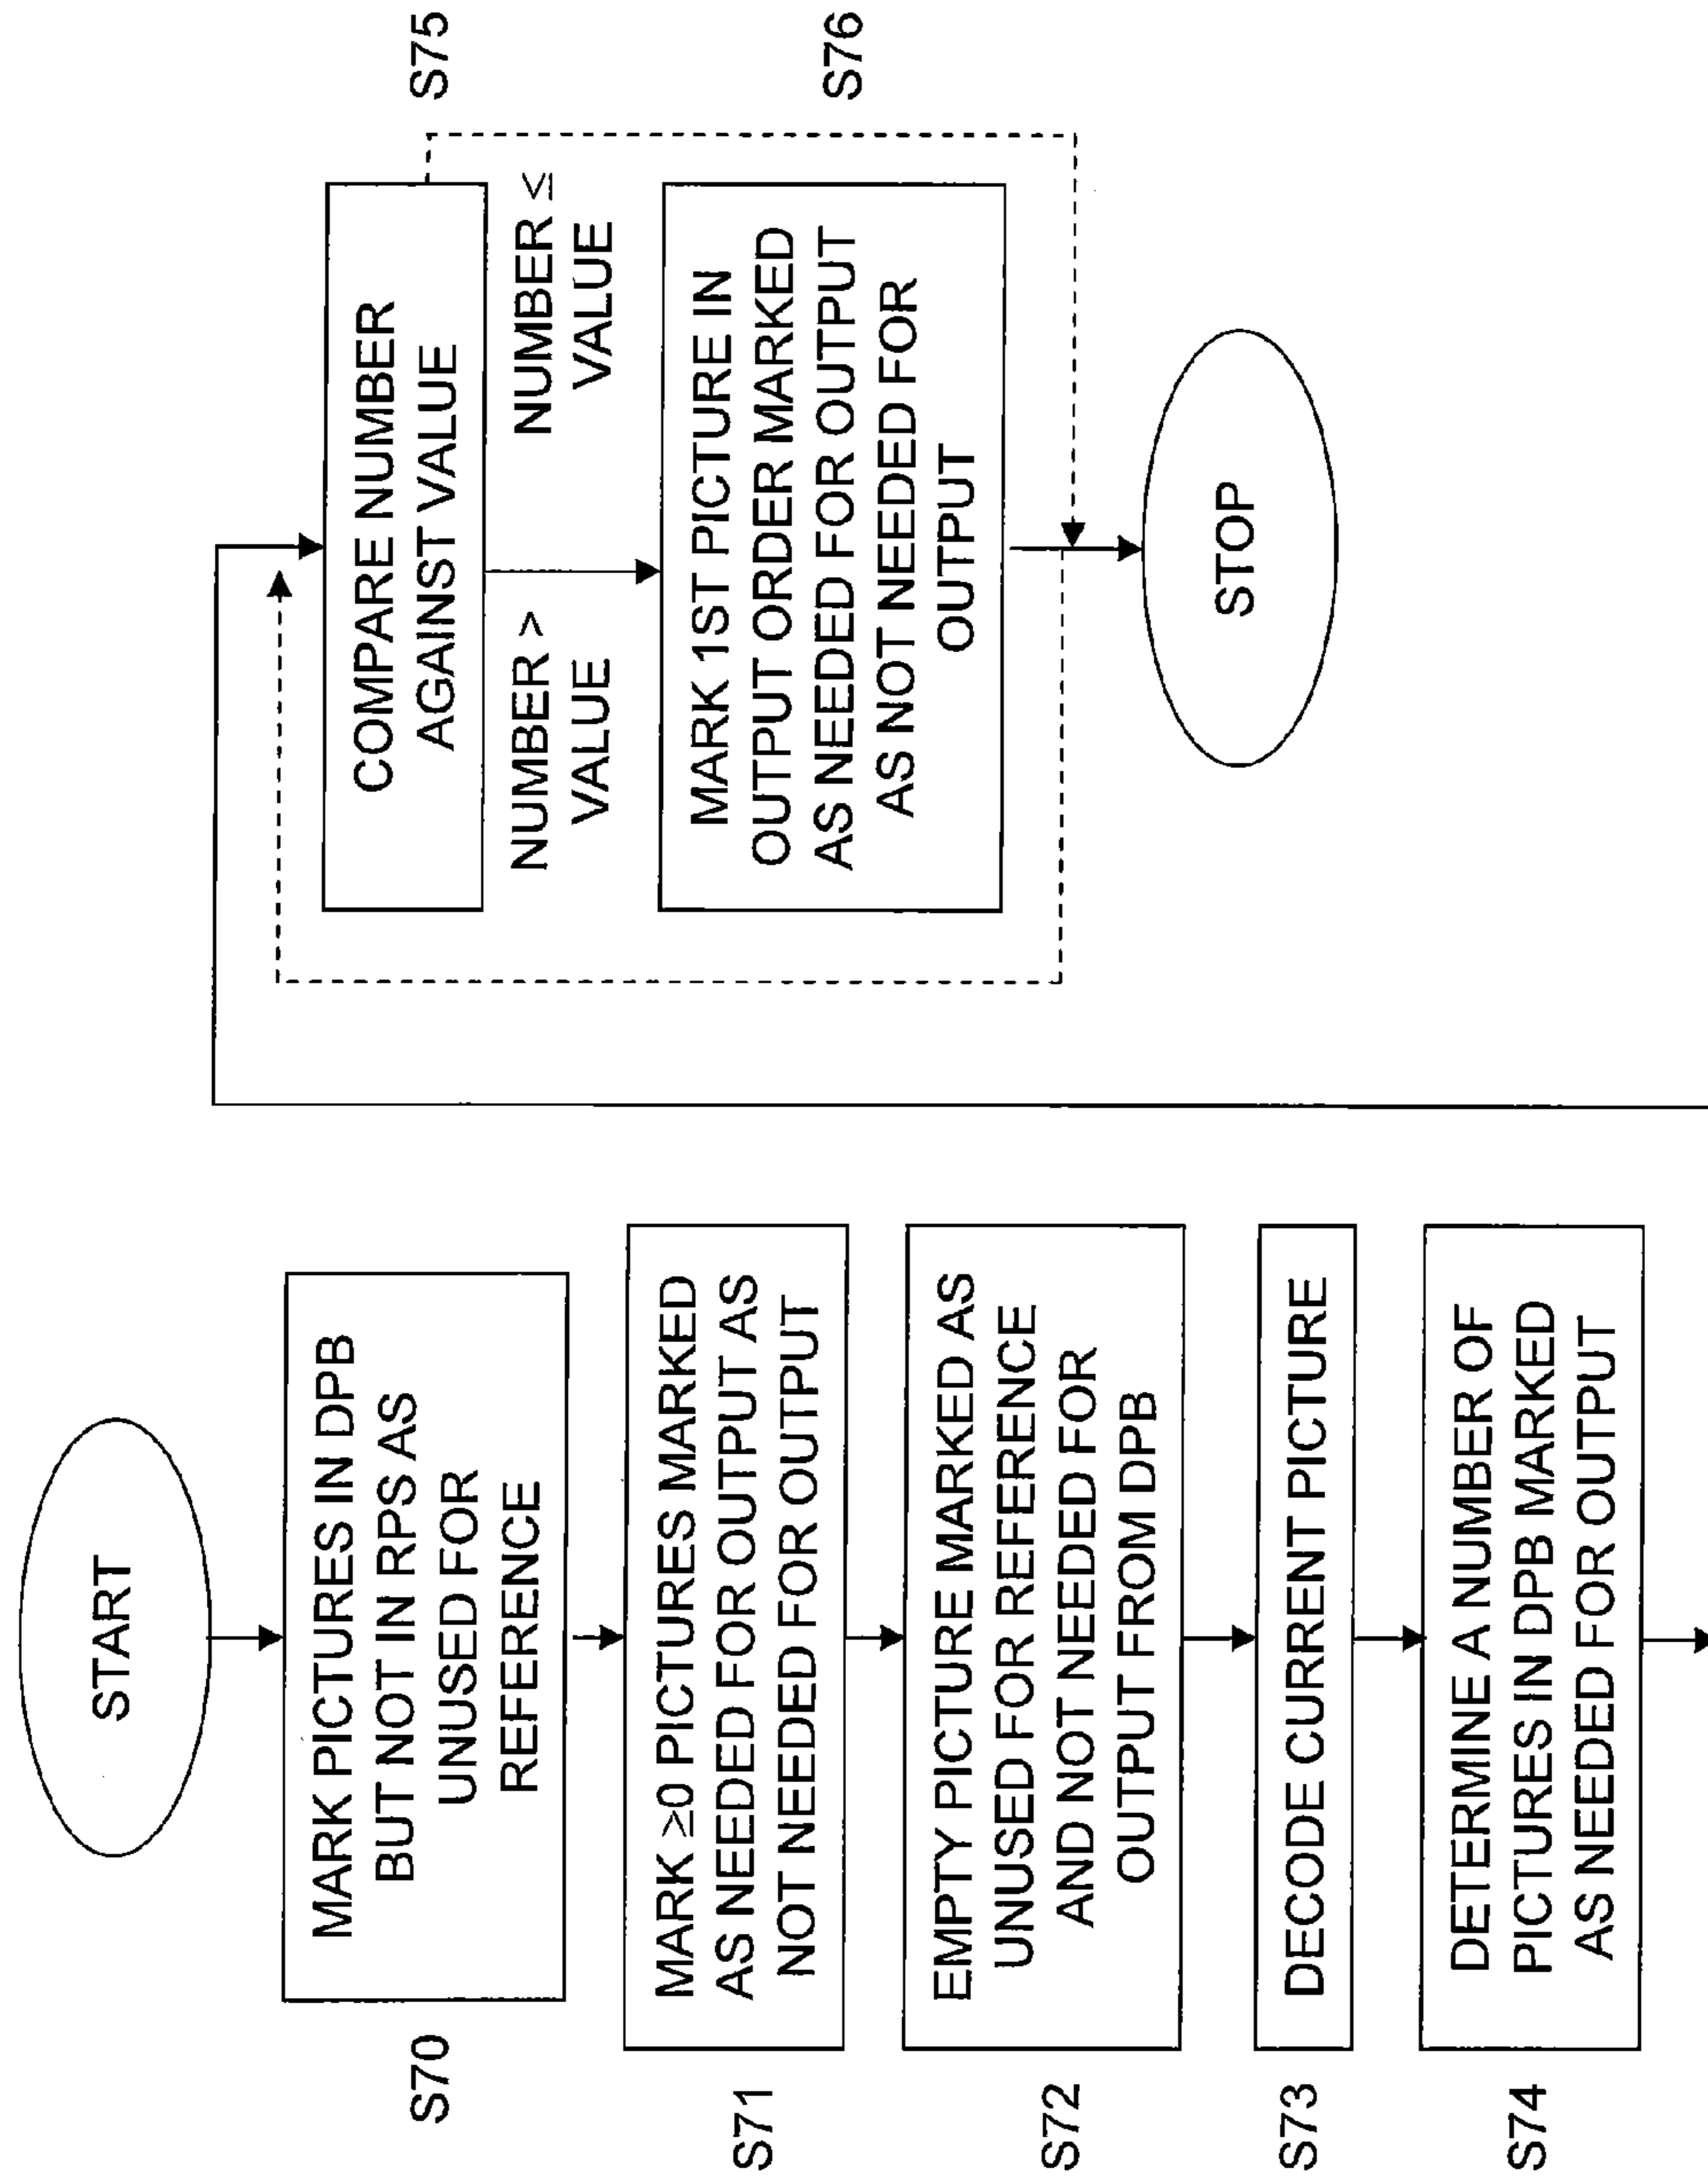 START
S70
MARK PICTURES IN DPB
BUT NOT IN RPS AS
UNUSED FOR
REFERENCE
S71
MARK ≥0 PICTURES MARKED
AS NEEDED FOR OUTPUT AS
NOT NEEDED FOR OUTPUT
S72
EMPTY PICTURE MARKED AS
UNUSED FOR REFERENCE
AND NOT NEEDED FOR
OUTPUT FROM DPB
S73
DECODE CURRENT PICTURE
S74
DETERMINE A NUMBER OF
PICTURES IN DPB MARKED
AS NEEDED FOR OUTPUT
COMPARE NUMBER
AGAINST VALUE
S75
NUMBER >
VALUE
NUMBER ≤
VALUE
MARK 1ST PICTURE IN
OUTPUT ORDER MARKED
AS NEEDED FOR OUTPUT
AS NOT NEEDED FOR
OUTPUT
S76
STOP